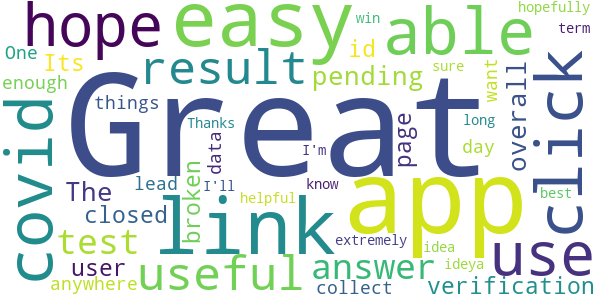 hope easy able win hopefully
One Its result id sure term
enough things pending want
covid Great Thanks data I'm page day long overall click
The lead I'll know app best
user closed broken helpful use
test link extremely idea
anywhere useful answer ideya
collect verification